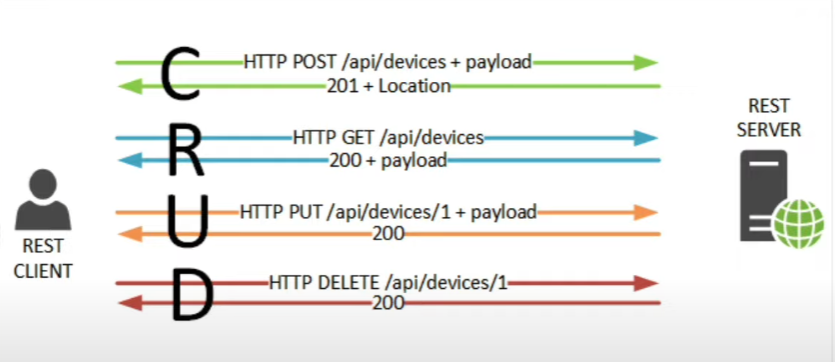 C
HTTP POST /api/devices + payload
201 + Location
R
HTTP GET /api/devices
200 + payload
U
HTTP PUT /api/devices/1 + payload
200
D
HTTP DELETE /api/devices/1
200
REST
CLIENT
REST
SERVER